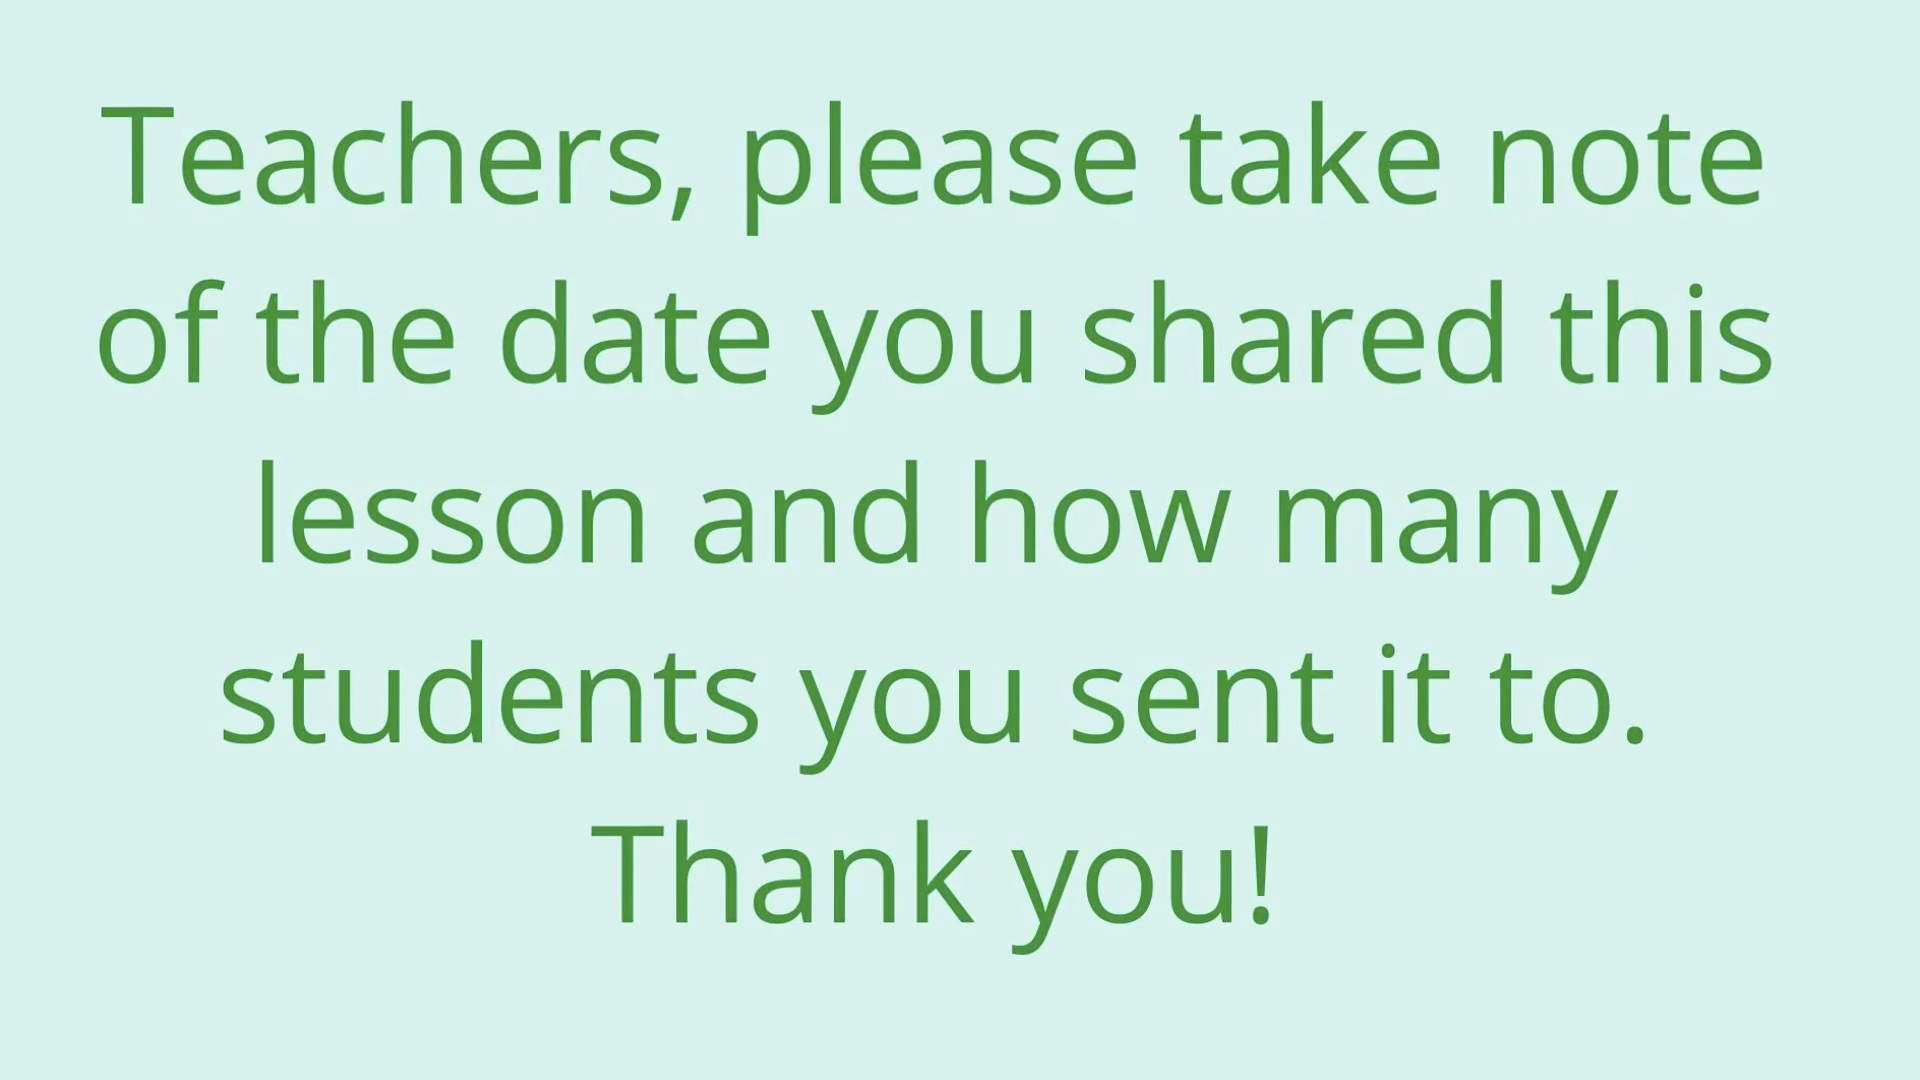 Teachers, please take note
of the date you shared this
lesson and how many
students you sent it to.
Thank you!